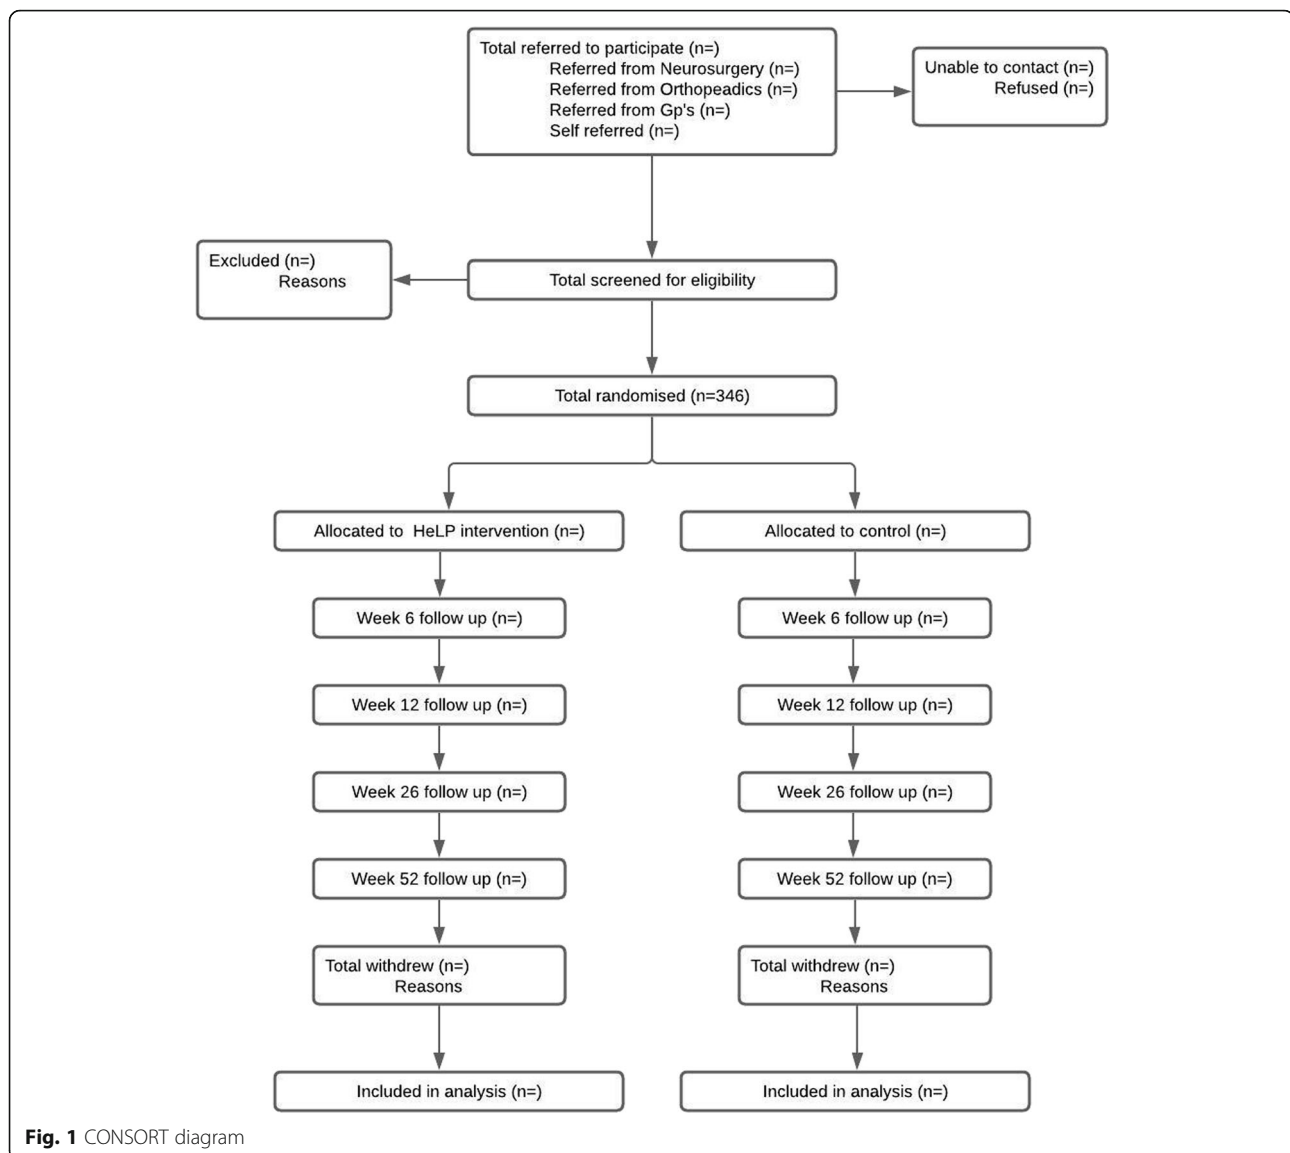 Total referred to participate (n=)
Referred from Neurosurgery (n=)
Referred from Orthopeadics (n=)
Referred from Gp's (n=)
Self referred (n=)
Unable to contact (n=)
Refused (n=)
Excluded (n=)
Reasons
Total screened for eligibility
Total randomised (n=346)
Allocated to HeLP intervention (n=)
Allocated to control (n=)
Week 6 follow up (n=)
Week 6 follow up (n=)
Week 12 follow up (n=)
Week 12 follow up (n=)
Week 26 follow up (n=)
Week 26 follow up (n=)
Week 52 follow up (n=)
Week 52 follow up (n=)
Total withdrew (n=)
Reasons
Total withdrew (n=)
Reasons
Included in analysis (n=)
Included in analysis (n=)
Fig. 1 CONSORT diagram